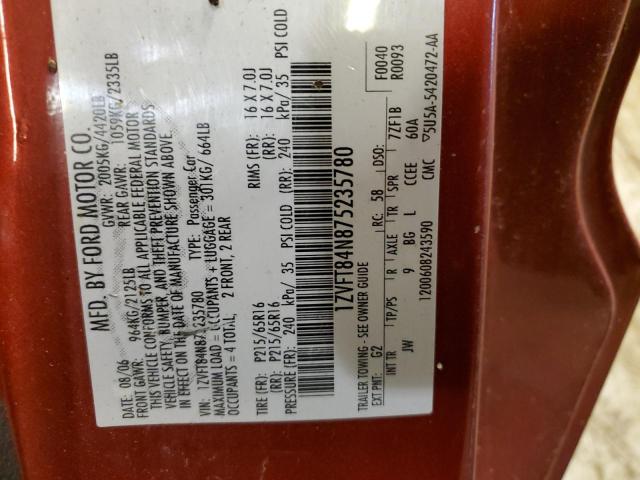 MFD. BY FORD MOTOR CO.
DATE: 08/06 GVWR: 2005KG/4420LB
FRONT GAWR: 964KG/2125LB REAR GAWR: 1059KG/2335LB
THIS VEHICLE CONFORMS TO ALL APPLICABLE FEDERAL MOTOR
VEHICLE SAFETY, BUMPER, AND THEFT PREVENTION STANDARDS
IN EFFECT ON THE DATE OF MANUFACTURE SHOWN ABOVE.
VIN: 1ZVFT84N875235780 TYPE: Passenger Car
MAXIMUM LOAD = OCCUPANTS + LUGGAGE = 301KG/ 664LB
OCCUPANTS = 4 TOTAL; 2 FRONT, 2 REAR
TIRE (FR): P215/65R16 RIMS (FR): 16 X 7.0J
(RR): P215/65R16 (RR): 16 X 7.0J
PRESSURE (FR): 240 kPa/ 35 PSI COLD (RR): 240 kPa/ 35 PSI COLD
1ZVFT84N875235780
TRAILER TOWING - SEE OWNER GUIDE
F0040
R0093
EXT PNT: G2 RC: 58 DSO: 7ZF1B
INT TR TP/PS R AXLE TR SPR 60A
JW 9 BG L CCEE
120060B243590 CMC ▽5U5A-5420472-AA